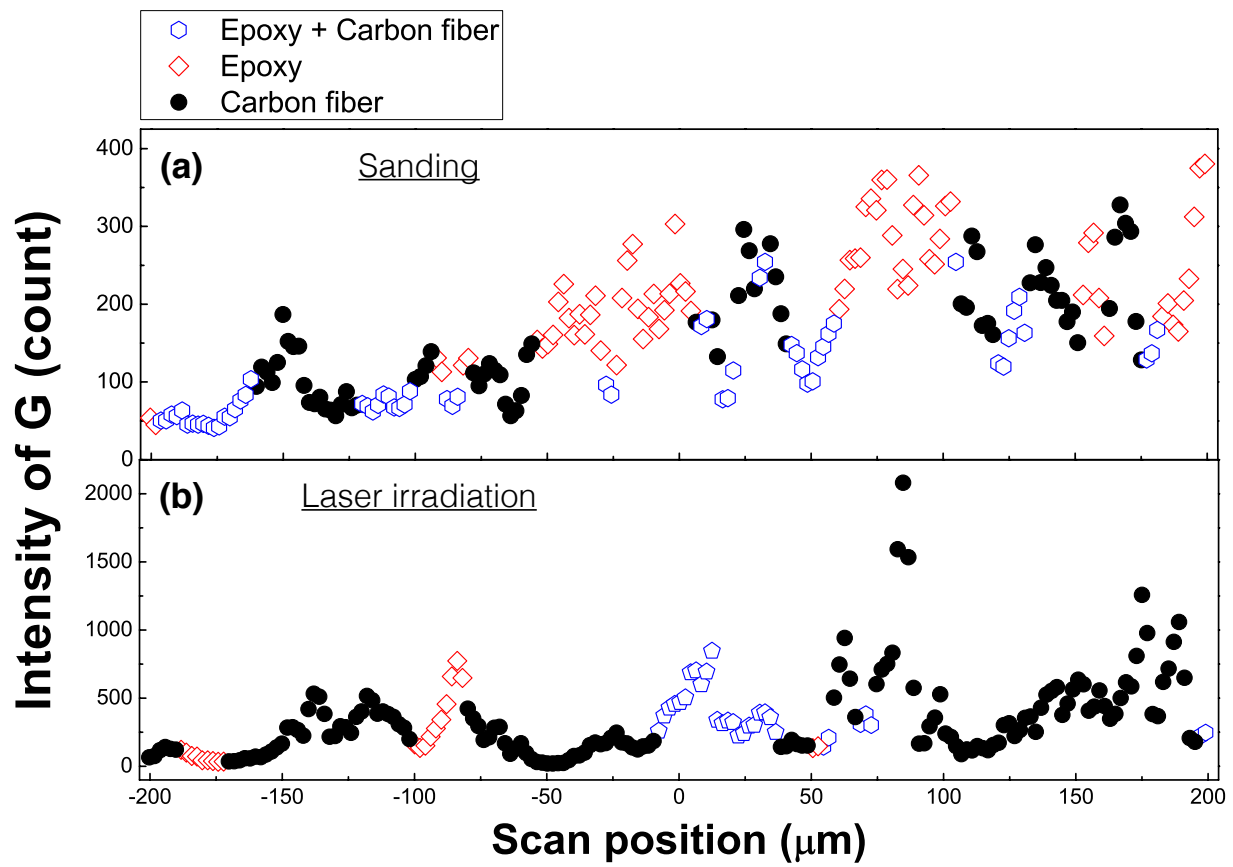 Epoxy + Carbon fiber
Epoxy
Carbon fiber
(a)
Sanding
400
300
200
100
0
Intensity of G (count)
(b)
Laser irradiation
2000
1500
1000
500
0
-200 -150 -100 -50 0 50 100 150 200
Scan position (μm)